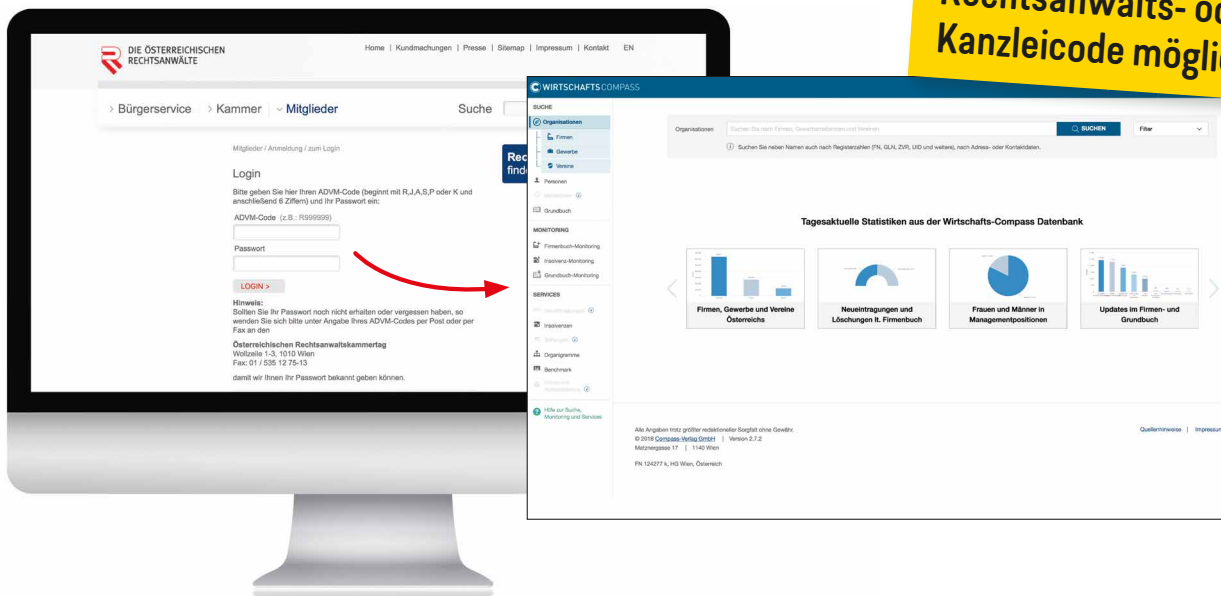 Rechtsanwalts-
Kanzleicode
DIE ÖSTERREICHISCHEN
RECHTSANWÄLTE
Home | Kundmachungen | Presse | Sitemap | Impressum | Kontakt EN
> Bürgerservice > Kammer Mitglieder Suche
Mitglieder / Anmeldung / zum Login
Login
Bitte geben Sie hier Ihren ADVM-Code (beginnt mit R,J,A,S,P oder K und
anschließend 6 Ziffern) und Ihr Passwort ein:
ADVM-Code (z.B.: R999999)
Passwort
LOGIN >
Hinweis:
Sollten Sie Ihr Passwort noch nicht erhalten oder vergessen haben, so
wenden Sie sich bitte unter Angabe Ihres ADVM-Codes per Post oder per
Fax an den
Österreichischen Rechtsanwaltskammertag
Wollzeile 1-3, 1010 Wien
Fax: 01 / 535 12 75-13
damit wir Ihnen Ihr Passwort bekannt geben können.
WIRTSCHAFTSCOMPASS
SUCHE
Organisationen
Firmen
Gewerbe
Vereine
Personen
Grundbuch
MONITORING
Firmenbuch-Monitoring
Insolvenz-Monitoring
Grundbuch-Monitoring
SERVICES
Insolvenzen
Organigramme
Benchmark
Hilfe zur Suche,
Monitoring und Services
Organisationen
SUCHEN
Filter
Suchen Sie neben Namen auch nach Registerzahlen (FN, GLN, ZVR, UID und weitere), nach Adress- oder Kontaktdaten.
Tagesaktuelle Statistiken aus der Wirtschafts-Compass Datenbank
Firmen, Gewerbe und Vereine
Österreichs
Neueintragungen und
Löschungen lt. Firmenbuch
Frauen und Männer in
Managementpositionen
Updates im Firmen- und
Grundbuch
Alle Angaben trotz größter redaktioneller Sorgfalt ohne Gewähr.
© 2018 Compass-Verlag GmbH | Version 2.7.2
Matznergasse 17 | 1140 Wien
FN 124277 k, HG Wien, Österreich
Quellenhinweise |